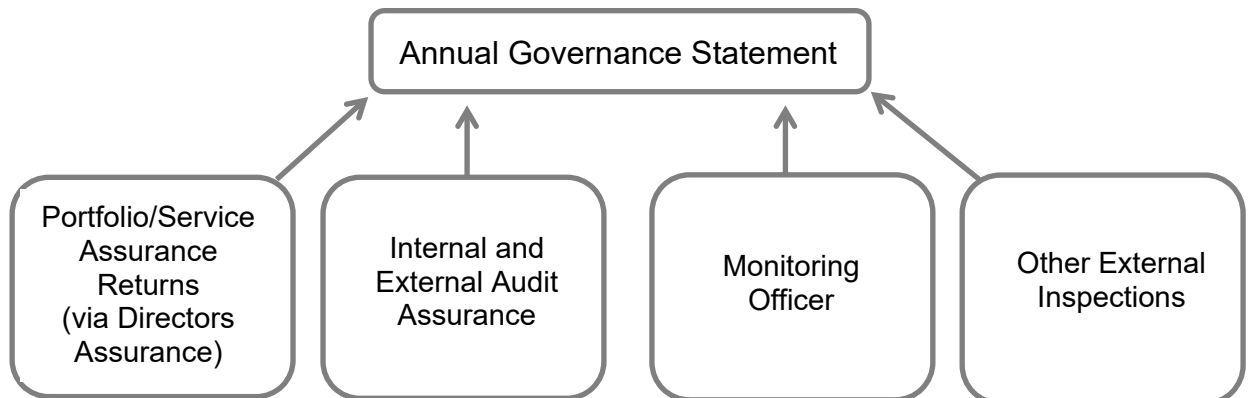 Annual Governance Statement
Portfolio/Service
Assurance
Returns
(via Directors
Assurance)
Internal and
External Audit
Assurance
Monitoring
Officer
Other External
Inspections